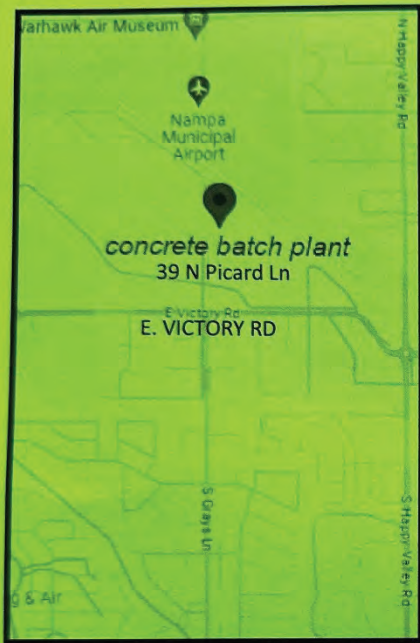 Warhawk Air Museum
N Happy Valley Rd
Nampa
Municipal
Airport
concrete batch plant
39 N Picard Ln
E Victory Rd
E. VICTORY RD
S Grays Ln
S Happy Valley Rd
g & Air